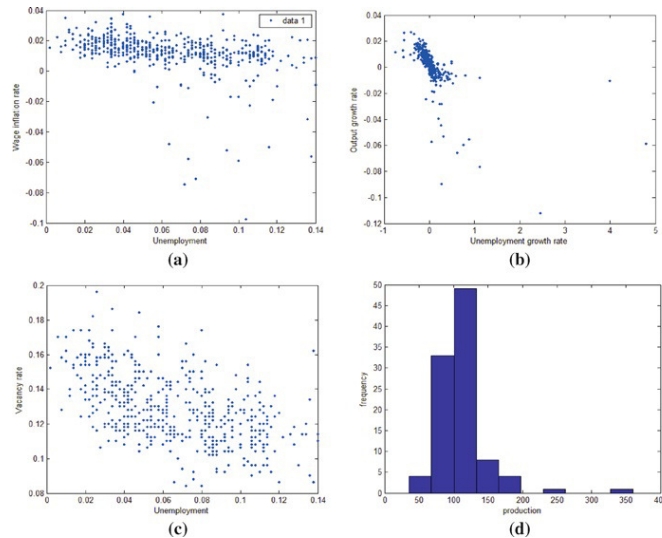 0.04
0.02
0
-0.02
-0.04
-0.06
-0.08
-0.1
0 0.02 0.04 0.06 0.08 0.1 0.12 0.14
Wage inflation rate
Unemployment
data 1
(a)
0.04
0.02
0
-0.02
-0.04
-0.06
-0.08
-0.1
-0.12
-1 0 1 2 3 4 5
Output growth rate
Unemployment growth rate
(b)
0.2
0.18
0.16
0.14
0.12
0.1
0.08
0 0.02 0.04 0.06 0.08 0.1 0.12 0.14
Vacancy rate
Unemployment
(c)
50
45
40
35
30
25
20
15
10
5
0
0 50 100 150 200 250 300 350 400
frequency
production
(d)